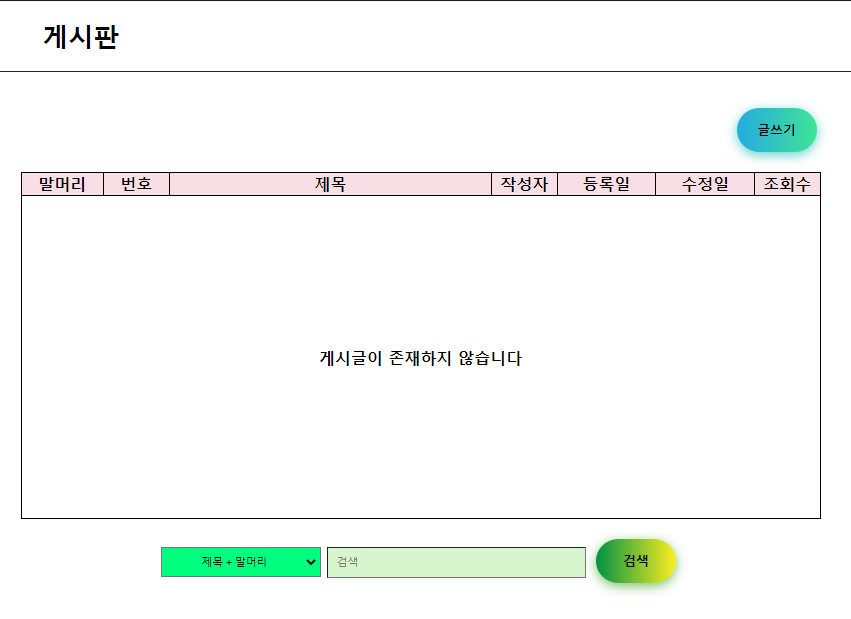 게시판
글쓰기
말머리 번호 제목 작성자 등록일 수정일 조회수
게시글이 존재하지 않습니다
제목 + 말머리 검색 검색